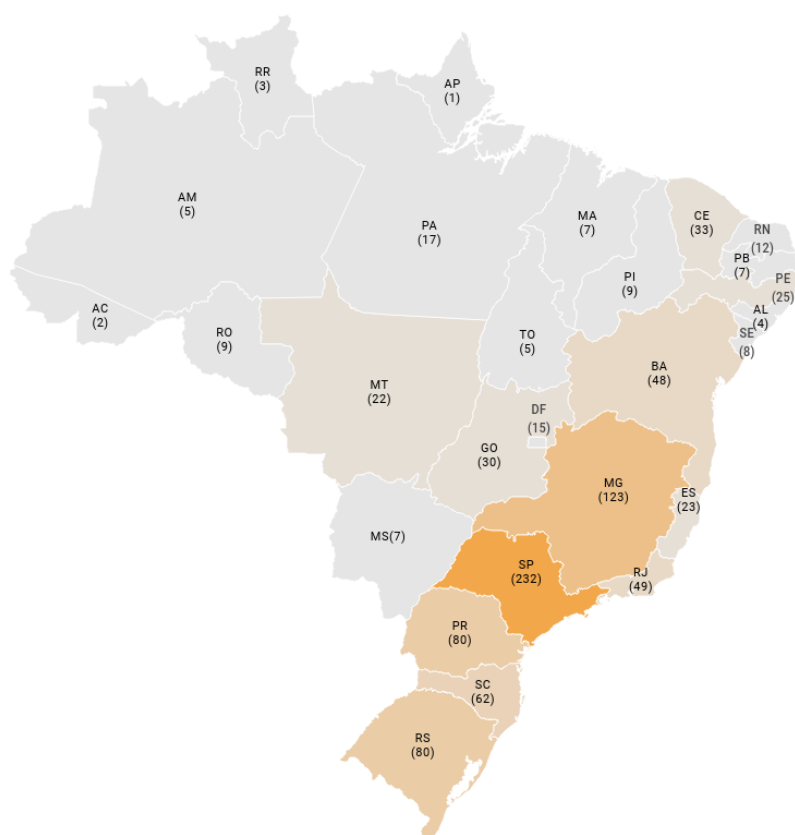 RR
(3)
AP
(1)
AM
(5)
PA
(17)
MA
(7)
CE
(33)
RN
(12)
PB
(7)
PI
(9)
PE
(25)
AL
(4)
SE
(8)
AC
(2)
RO
(9)
TO
(5)
BA
(48)
MT
(22)
DF
(15)
GO
(30)
MG
(123)
ES
(23)
MS(7)
SP
(232)
RJ
(49)
PR
(80)
SC
(62)
RS
(80)